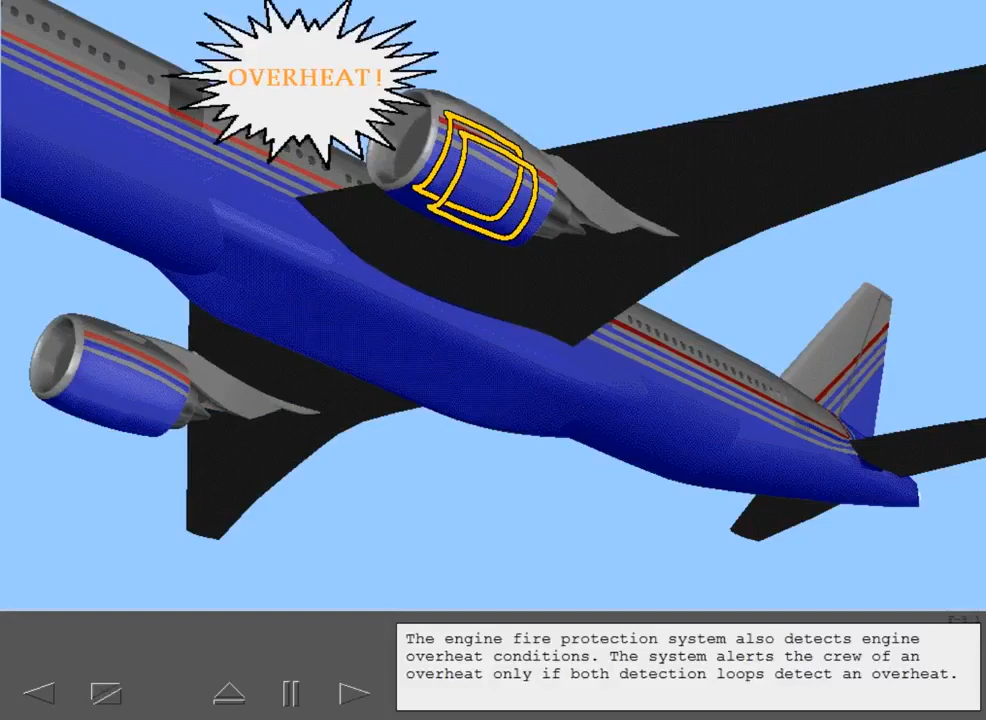 OVERHEAT!
The engine fire protection system also detects engine
overheat conditions. The system alerts the crew of an
overheat only if both detection loops detect an overheat.